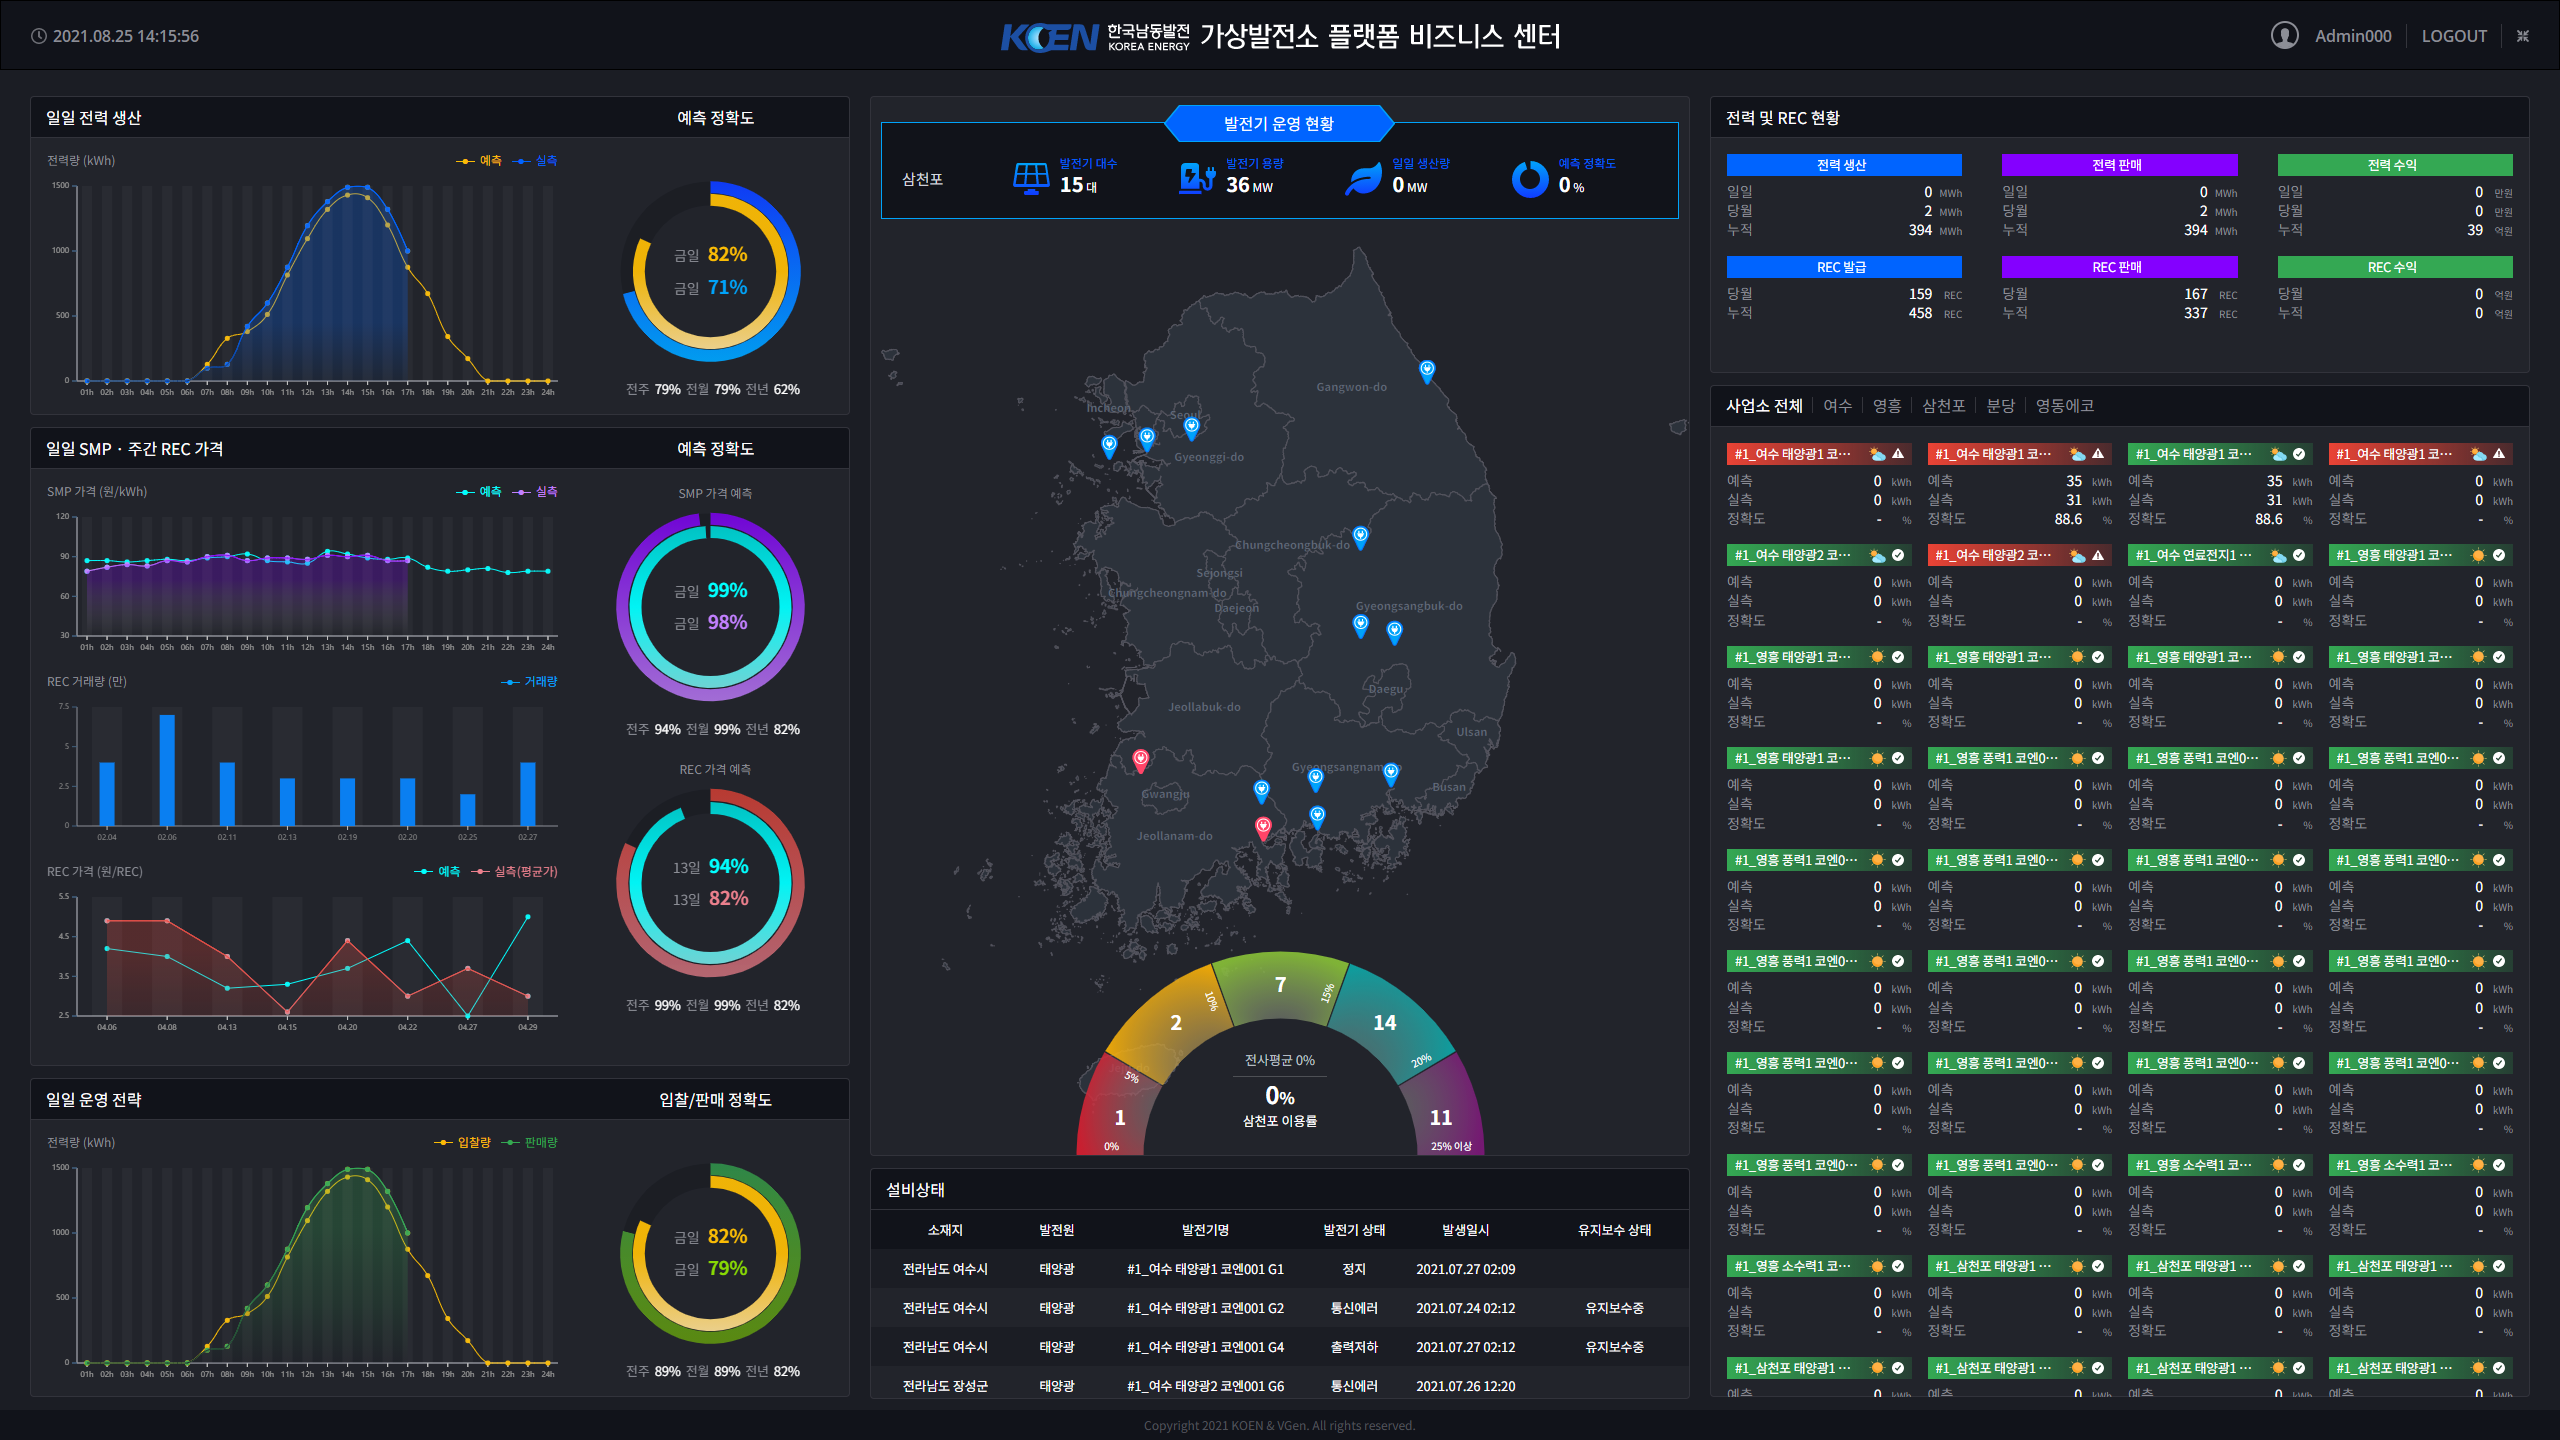 2021.08.25 14:15:56
KOEN 한국남동발전 KOREA ENERGY 가상발전소 플랫폼 비즈니스 센터
Admin000 LOGOUT
일일 전력 생산 예측 정확도
전력량 (kWh) 예측 실측
1500
1000
500
0
01h 02h 03h 04h 05h 06h 07h 08h 09h 10h 11h 12h 13h 14h 15h 16h 17h 18h 19h 20h 21h 22h 23h 24h
금일 82%
금일 71%
전주 79% 전월 79% 전년 62%
일일 SMP · 주간 REC 가격 예측 정확도
SMP 가격 (원/kWh) 예측 실측
120
90
60
30
01h 02h 03h 04h 05h 06h 07h 08h 09h 10h 11h 12h 13h 14h 15h 16h 17h 18h 19h 20h 21h 22h 23h 24h
SMP 가격 예측
금일 99%
금일 98%
전주 94% 전월 99% 전년 82%
REC 거래량 (만) 거래량
7.5
5
2.5
0
02.04 02.06 02.11 02.13 02.19 02.20 02.25 02.27
REC 가격 (원/REC) 예측 실측(평균가)
5.5
4.5
3.5
2.5
04.06 04.08 04.13 04.15 04.20 04.22 04.27 04.29
REC 가격 예측
13일 94%
13일 82%
전주 99% 전월 99% 전년 82%
일일 운영 전략 입찰/판매 정확도
전력량 (kWh) 입찰량 판매량
1500
1000
500
0
01h 02h 03h 04h 05h 06h 07h 08h 09h 10h 11h 12h 13h 14h 15h 16h 17h 18h 19h 20h 21h 22h 23h 24h
금일 82%
금일 79%
전주 89% 전월 89% 전년 82%
발전기 운영 현황
삼천포
발전기 대수 15 대
발전기 용량 36 MW
일일 생산량 0 MW
예측 정확도 0 %
Gangwon-do
Incheon
Seoul
Gyeonggi-do
Chungcheongbuk-do
Sejongsi
Chungcheongnam-do
Daejeon
Gyeongsangbuk-do
Daegu
Jeollabuk-do
Ulsan
Gyeongsangnam-do
Busan
Gwangju
Jeollanam-do
7
10% 15%
2 14
5% 20%
전사평균 0%
0%
삼천포 이용률
1 11
0% 25% 이상
설비상태
소재지 발전원 발전기명 발전기 상태 발생일시 유지보수 상태
전라남도 여수시 태양광 #1_여수 태양광1 코엔001 G1 정지 2021.07.27 02:09
전라남도 여수시 태양광 #1_여수 태양광1 코엔001 G2 통신에러 2021.07.24 02:12 유지보수중
전라남도 여수시 태양광 #1_여수 태양광1 코엔001 G4 출력저하 2021.07.27 02:12 유지보수중
전라남도 장성군 태양광 #1_여수 태양광2 코엔001 G6 통신에러 2021.07.26 12:20
전력 및 REC 현황
전력 생산 전력 판매 전력 수익
일일 0 MWh 일일 0 MWh 일일 0 만원
당월 2 MWh 당월 2 MWh 당월 0 만원
누적 394 MWh 누적 394 MWh 누적 39 억원
REC 발급 REC 판매 REC 수익
당월 159 REC 당월 167 REC 당월 0 억원
누적 458 REC 누적 337 REC 누적 0 억원
사업소 전체 여수 영흥 삼천포 분당 영동에코
#1_여수 태양광1 코··· #1_여수 태양광1 코··· #1_여수 태양광1 코··· #1_여수 태양광1 코···
예측 0 kWh 예측 35 kWh 예측 35 kWh 예측 0 kWh
실측 0 kWh 실측 31 kWh 실측 31 kWh 실측 0 kWh
정확도 - % 정확도 88.6 % 정확도 88.6 % 정확도 - %
#1_여수 태양광2 코··· #1_여수 태양광2 코··· #1_여수 연료전지1 ··· #1_영흥 태양광1 코···
예측 0 kWh 예측 0 kWh 예측 0 kWh 예측 0 kWh
실측 0 kWh 실측 0 kWh 실측 0 kWh 실측 0 kWh
정확도 - % 정확도 - % 정확도 - % 정확도 - %
#1_영흥 태양광1 코··· #1_영흥 태양광1 코··· #1_영흥 태양광1 코··· #1_영흥 태양광1 코···
예측 0 kWh 예측 0 kWh 예측 0 kWh 예측 0 kWh
실측 0 kWh 실측 0 kWh 실측 0 kWh 실측 0 kWh
정확도 - % 정확도 - % 정확도 - % 정확도 - %
#1_영흥 태양광1 코··· #1_영흥 풍력1 코엔0··· #1_영흥 풍력1 코엔0··· #1_영흥 풍력1 코엔0···
예측 0 kWh 예측 0 kWh 예측 0 kWh 예측 0 kWh
실측 0 kWh 실측 0 kWh 실측 0 kWh 실측 0 kWh
정확도 - % 정확도 - % 정확도 - % 정확도 - %
#1_영흥 풍력1 코엔0··· #1_영흥 풍력1 코엔0··· #1_영흥 풍력1 코엔0··· #1_영흥 풍력1 코엔0···
예측 0 kWh 예측 0 kWh 예측 0 kWh 예측 0 kWh
실측 0 kWh 실측 0 kWh 실측 0 kWh 실측 0 kWh
정확도 - % 정확도 - % 정확도 - % 정확도 - %
#1_영흥 풍력1 코엔0··· #1_영흥 풍력1 코엔0··· #1_영흥 풍력1 코엔0··· #1_영흥 풍력1 코엔0···
예측 0 kWh 예측 0 kWh 예측 0 kWh 예측 0 kWh
실측 0 kWh 실측 0 kWh 실측 0 kWh 실측 0 kWh
정확도 - % 정확도 - % 정확도 - % 정확도 - %
#1_영흥 풍력1 코엔0··· #1_영흥 풍력1 코엔0··· #1_영흥 풍력1 코엔0··· #1_영흥 풍력1 코엔0···
예측 0 kWh 예측 0 kWh 예측 0 kWh 예측 0 kWh
실측 0 kWh 실측 0 kWh 실측 0 kWh 실측 0 kWh
정확도 - % 정확도 - % 정확도 - % 정확도 - %
#1_영흥 풍력1 코엔0··· #1_영흥 풍력1 코엔0··· #1_영흥 소수력1 코··· #1_영흥 소수력1 코···
예측 0 kWh 예측 0 kWh 예측 0 kWh 예측 0 kWh
실측 0 kWh 실측 0 kWh 실측 0 kWh 실측 0 kWh
정확도 - % 정확도 - % 정확도 - % 정확도 - %
#1_영흥 소수력1 코··· #1_삼천포 태양광1 ··· #1_삼천포 태양광1 ··· #1_삼천포 태양광1 ···
예측 0 kWh 예측 0 kWh 예측 0 kWh 예측 0 kWh
실측 0 kWh 실측 0 kWh 실측 0 kWh 실측 0 kWh
정확도 - % 정확도 - % 정확도 - % 정확도 - %
#1_삼천포 태양광1 ··· #1_삼천포 태양광1 ··· #1_삼천포 태양광1 ··· #1_삼천포 태양광1 ···
예측 0 kWh 예측 0 kWh 예측 0 kWh 예측 0 kWh
Copyright 2021 KOEN & VGen. All rights reserved.